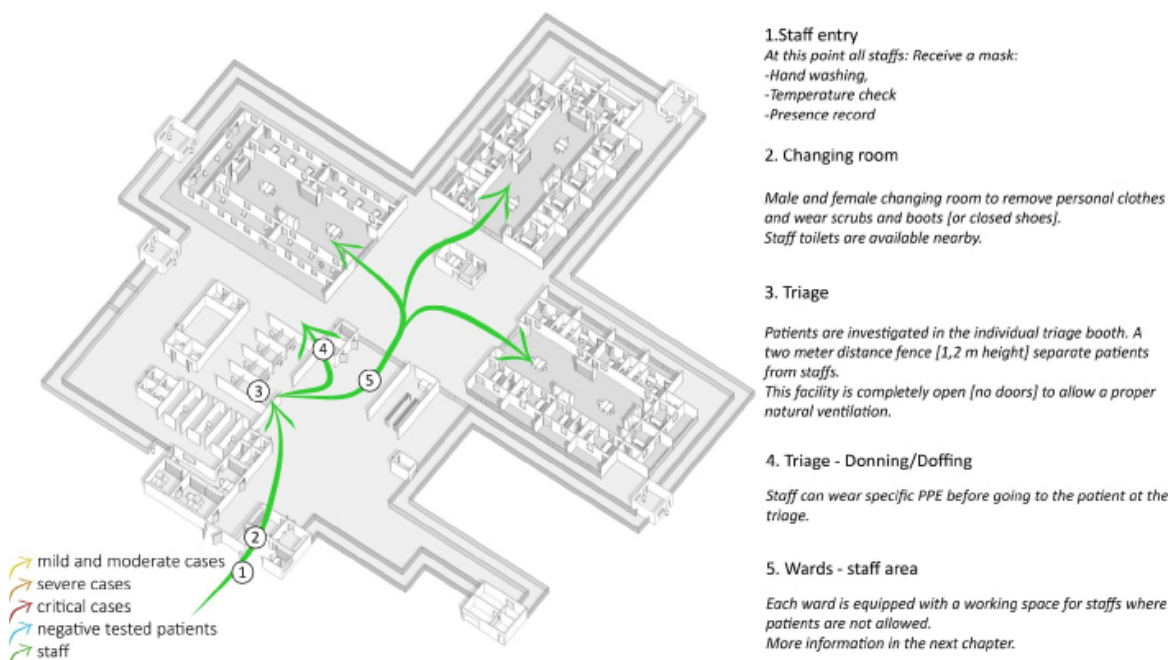 1.Staff entry
At this point all staffs: Receive a mask:
-Hand washing,
-Temperature check
-Presence record
2. Changing room
Male and female changing room to remove personal clothes
and wear scrubs and boots [or closed shoes].
Staff toilets are available nearby.
3. Triage
Patients are investigated in the individual triage booth. A
two meter distance fence [1,2 m height] separate patients
from staffs.
This facility is completely open [no doors] to allow a proper
natural ventilation.
4. Triage - Donning/Doffing
Staff can wear specific PPE before going to the patient at the
triage.
5. Wards - staff area
Each ward is equipped with a working space for staffs where
patients are not allowed.
More information in the next chapter.
4
5
3
2
1
mild and moderate cases
severe cases
critical cases
negative tested patients
staff